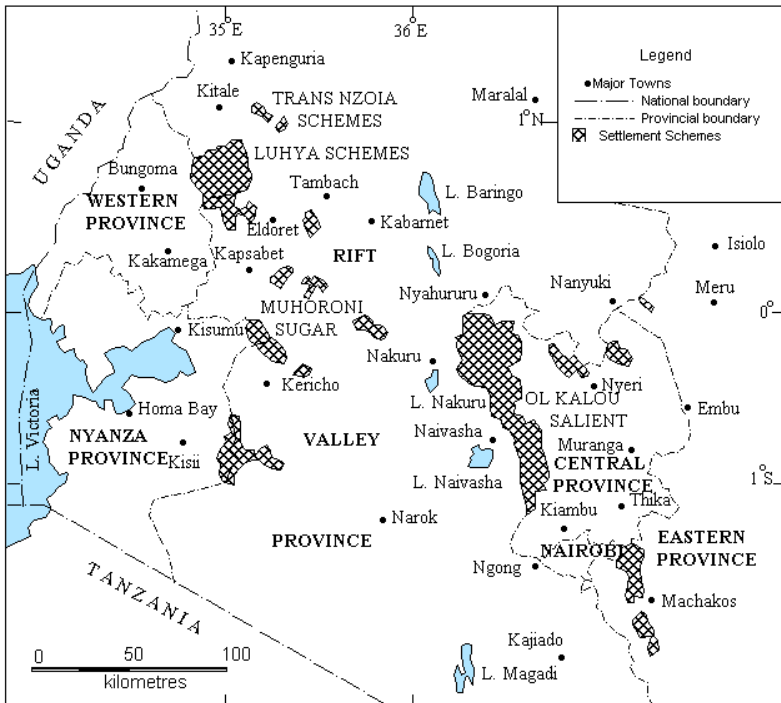 35 E
36 E
Kapenguria
Kitale
TRANS NZOIA
SCHEMES
Maralal
1°N
Legend
Major Towns
National boundary
Provincial boundary
Settlement Schemes
UGANDA
LUHYA SCHEMES
Bungoma
Tambach
L. Baringo
WESTERN
PROVINCE
Eldoret
Kabarnet
Kakamega
Kapsabet
RIFT
L. Bogoria
Isiolo
Nyahururu
Nanyuki
Meru
0°
MUHORONI
SUGAR
Kisumu
Nakuru
Kericho
L. Nakuru
Nyeri
OL KALOU
SALIENT
Embu
L. Victoria
Homa Bay
NYANZA
PROVINCE
Kisii
VALLEY
Naivasha
Muranga
L. Naivasha
CENTRAL
PROVINCE
1°S
Thika
Kiambu
Narok
PROVINCE
NAIROBI
EASTERN
PROVINCE
Ngong
TANZANIA
Machakos
Kajiado
L. Magadi
0 50 100
kilometres